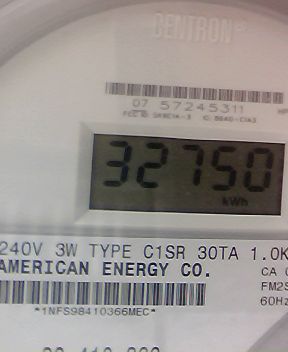 CENTRON®
07 57245311
32750
kWh
240V 3W TYPE C1SR 30TA 1.0K
AMERICAN ENERGY CO.
CA
FM2S
60Hz
*1NFS98410366MEC*